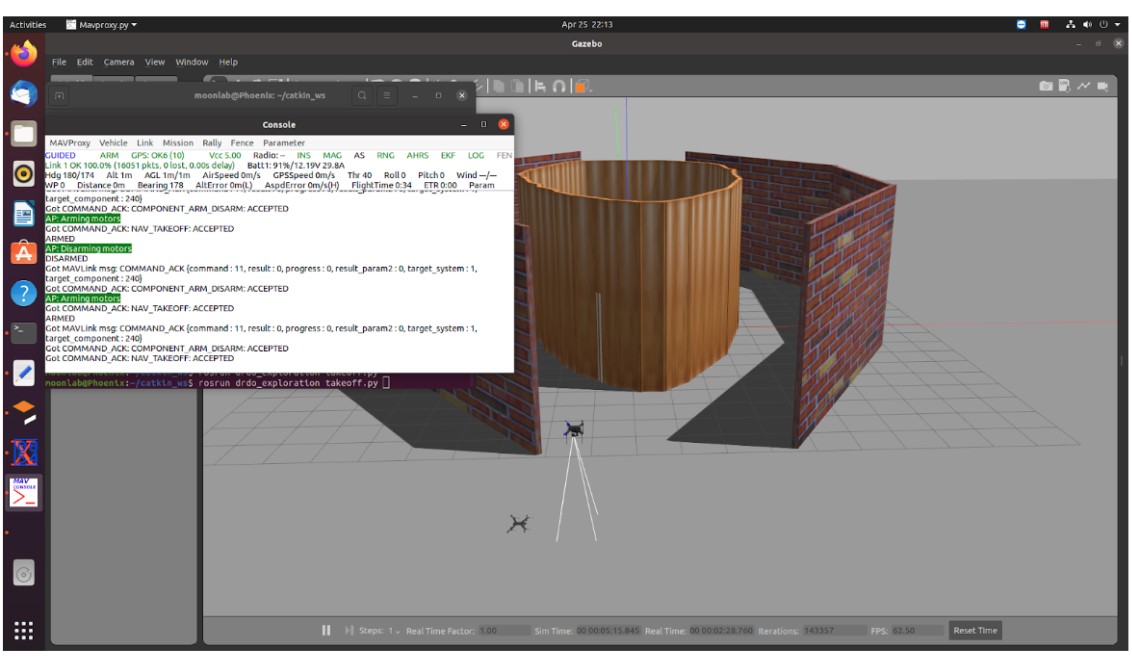 Activities
Mavproxy.py
Apr 25 22:13
Gazebo
File Edit Camera View Window Help
moonlab@Phoenix: ~/catkin_ws
Console
MAVProxy Vehicle Link Mission Rally Fence Parameter
GUIDED ARM GPS: OK6 (10) Vcc 5.00 Radio: -- INS MAG AS RNG AHRS EKF LOG FEN
Link 1 OK 100.0% (16051 pkts, 0 lost, 0.00s delay) Batt1: 91%/12.19V 29.8A
Hdg 180/174 Alt 1m AGL 1m/1m AirSpeed 0m/s GPSSpeed 0m/s Thr 40 Roll 0 Pitch 0 Wind ---/---
WP 0 Distance 0m Bearing 178 AltError 0m(L) AspdError 0m/s(H) FlightTime 0:34 ETR 0:00 Param
target_component : 240}
Got COMMAND_ACK: COMPONENT_ARM_DISARM: ACCEPTED
AP: Arming motors
Got COMMAND_ACK: NAV_TAKEOFF: ACCEPTED
ARMED
AP: Disarming motors
DISARMED
Got MAVLink msg: COMMAND_ACK {command : 11, result : 0, progress : 0, result_param2 : 0, target_system : 1,
target_component : 240}
Got COMMAND_ACK: COMPONENT_ARM_DISARM: ACCEPTED
AP: Arming motors
Got COMMAND_ACK: NAV_TAKEOFF: ACCEPTED
ARMED
Got MAVLink msg: COMMAND_ACK {command : 11, result : 0, progress : 0, result_param2 : 0, target_system : 1,
target_component : 240}
Got COMMAND_ACK: COMPONENT_ARM_DISARM: ACCEPTED
Got COMMAND_ACK: NAV_TAKEOFF: ACCEPTED
moonlab@Phoenix:~/catkin_ws$ rosrun drdo_exploration takeoff.py
moonlab@Phoenix:~/catkin_ws$ rosrun drdo_exploration takeoff.py
MAV
CONSOLE
Steps: 1 Real Time Factor: 1.00 Sim Time: 00 00:05:15.845 Real Time: 00 00:02:28.760 Iterations: 143357 FPS: 62.50 Reset Time